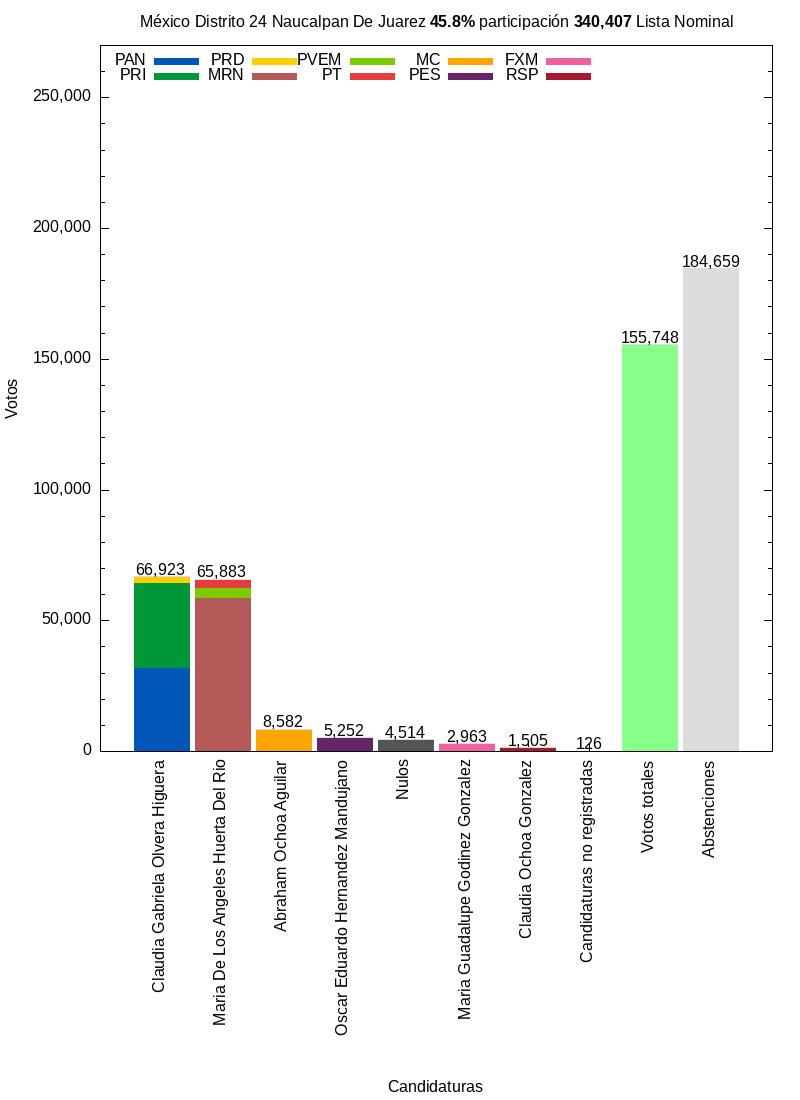 México Distrito 24 Naucalpan De Juarez 45.8% participación 340,407 Lista Nominal
PAN PRD PVEM MC FXM
PRI MRN PT PES RSP
250,000
200,000
150,000
100,000
50,000
0
Votos
66,923
65,883
8,582
5,252
4,514
2,963
1,505
126
155,748
184,659
Claudia Gabriela Olvera Higuera
Maria De Los Angeles Huerta Del Rio
Abraham Ochoa Aguilar
Oscar Eduardo Hernandez Mandujano
Nulos
Maria Guadalupe Godinez Gonzalez
Claudia Ochoa Gonzalez
Candidaturas no registradas
Votos totales
Abstenciones
Candidaturas